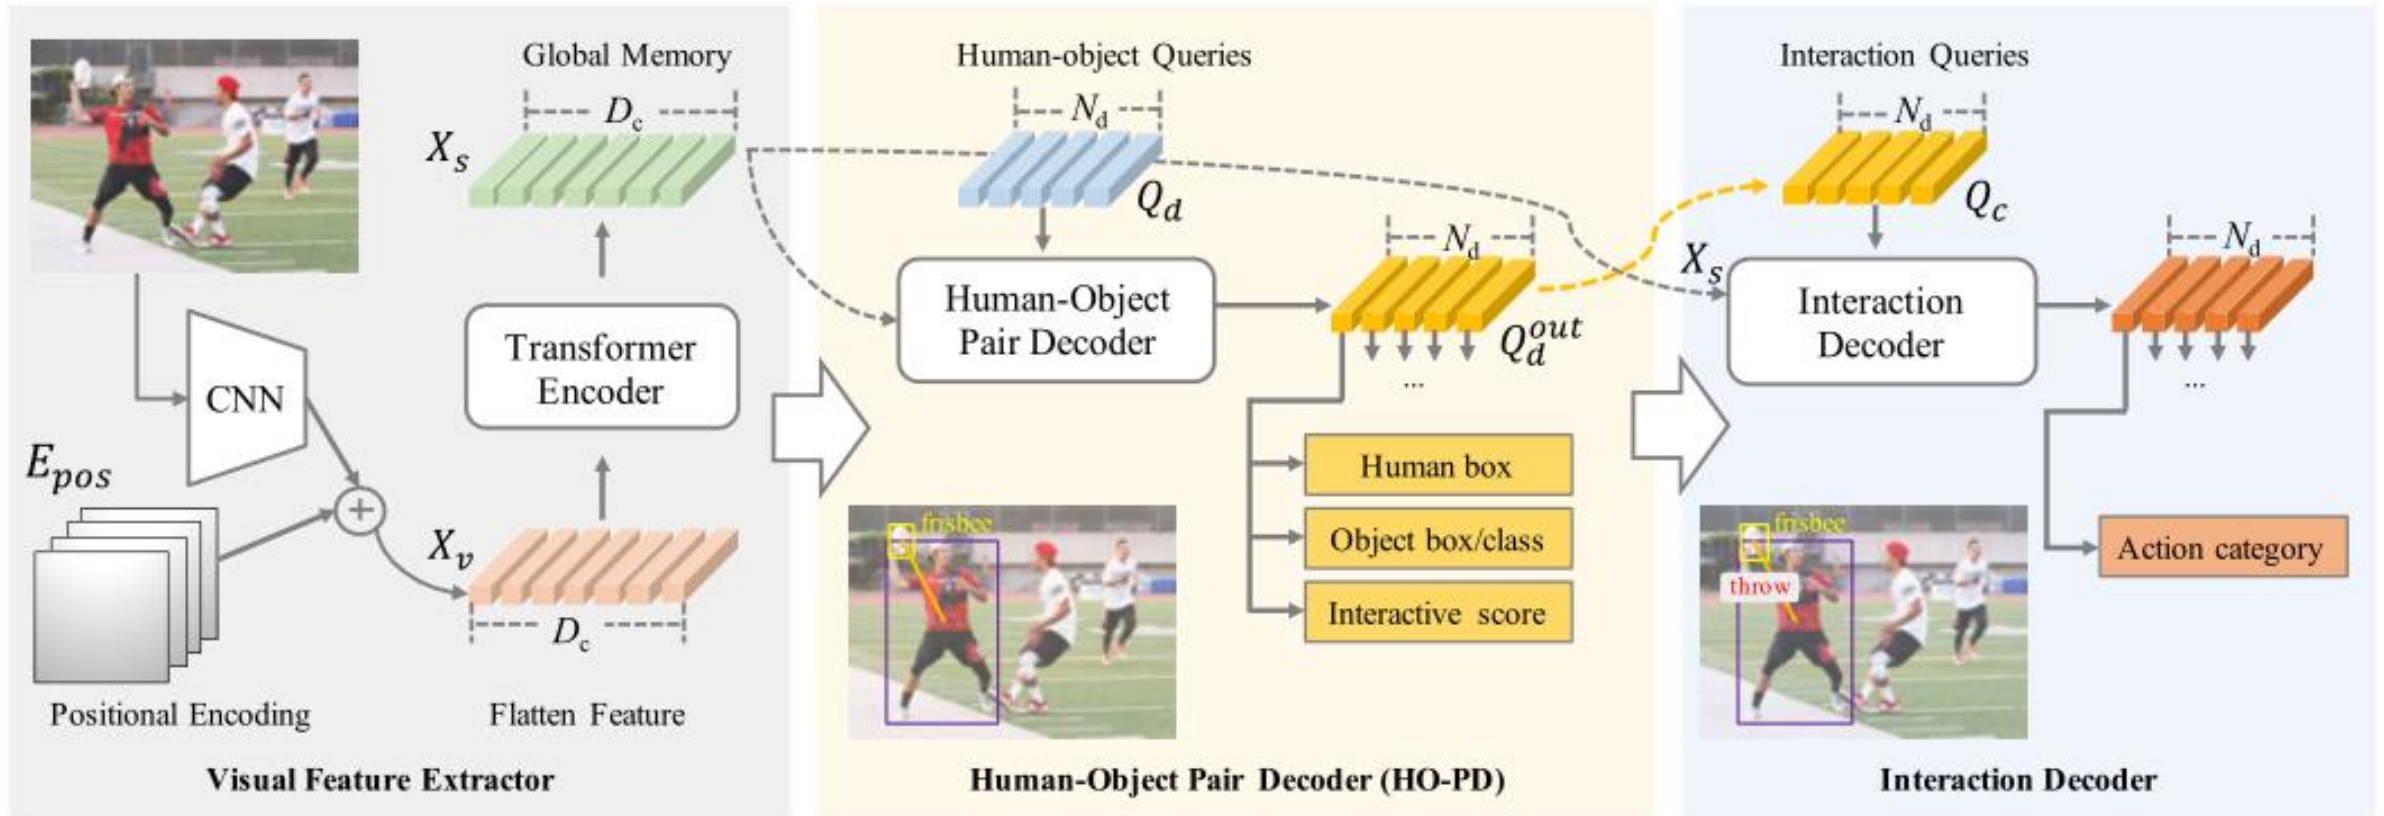 Global Memory
D_c
X_s
Transformer
Encoder
CNN
E_pos
+
X_v
D_c
Positional Encoding
Flatten Feature
Visual Feature Extractor
Human-object Queries
N_d
Q_d
Human-Object
Pair Decoder
N_d
Q_d^out
...
Human box
Object box/class
Interactive score
frisbee
Human-Object Pair Decoder (HO-PD)
Interaction Queries
N_d
Q_c
X_s
Interaction
Decoder
N_d
...
Action category
frisbee
throw
Interaction Decoder